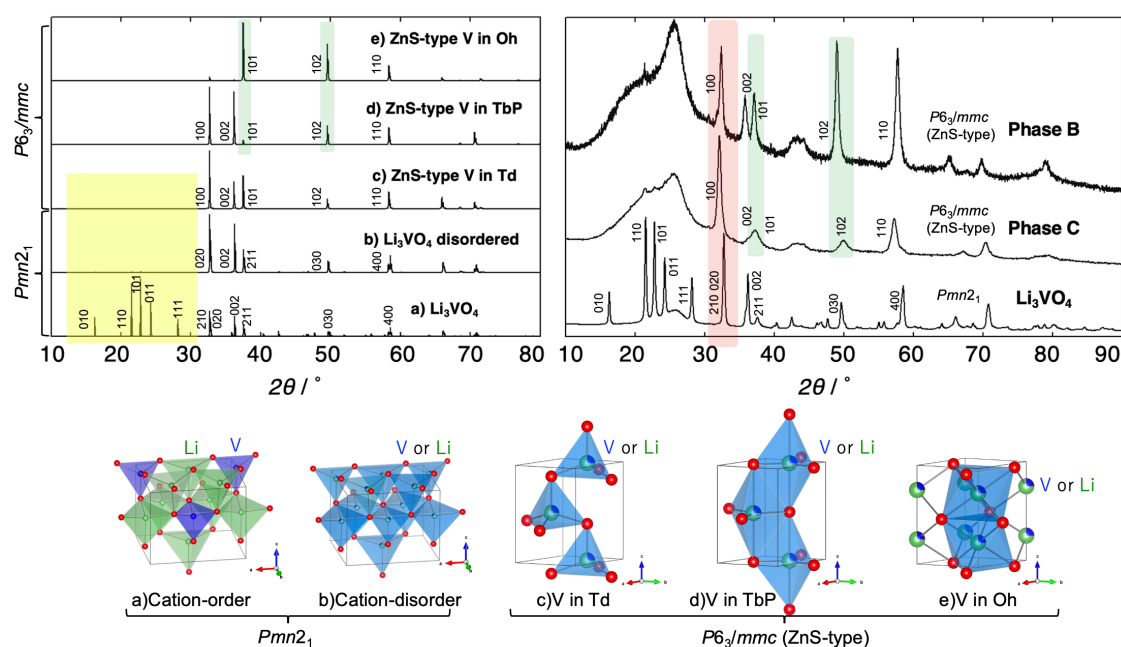 e) ZnS-type V in Oh
101
102
110
d) ZnS-type V in TbP
100
002
101
102
110
c) ZnS-type V in Td
100
002
101
102
110
b) Li3VO4 disordered
020
002
211
030
400
a) Li3VO4
010
110
101
011
111
210
020
002
211
030
400
P63/mmc
Pmn21
10 20 30 40 50 60 70 80
2θ / °
100
002
101
102
110
P63/mmc
(ZnS-type)
Phase B
100
002
101
102
110
P63/mmc
(ZnS-type)
Phase C
010
110
101
011
111
210 020
002
211
030
400
Pmn21
Li3VO4
10 20 30 40 50 60 70 80 90
2θ / °
Li V
V or Li
V or Li
V or Li
V or Li
a b c
a b c
a b c
a b c
a b c
a)Cation-order
b)Cation-disorder
c)V in Td
d)V in TbP
e)V in Oh
Pmn21
P63/mmc (ZnS-type)